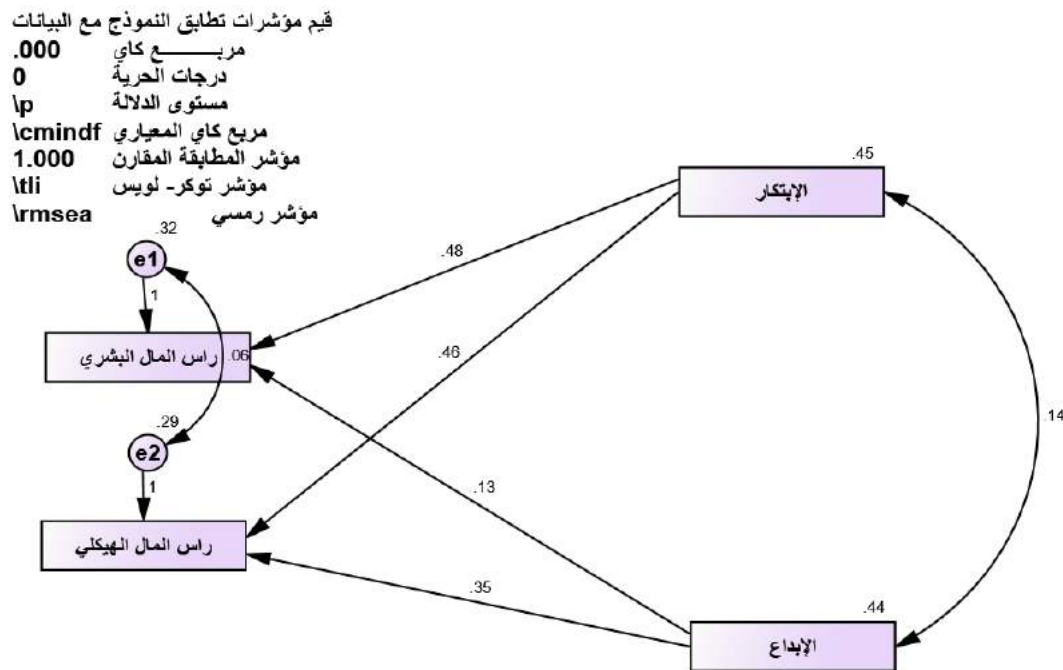 قيم مؤشرات تطابق النموذج مع البيانات
مربـــــــع كاي .000
درجات الحرية 0
مستوى الدلالة \p
مربع كاي المعياري \cmindf
مؤشر المطابقة المقارن 1.000
مؤشر توكر- لويس \tli
مؤشر رمسي \rmsea
.45
الإبتكار
.32
e1
1
.48
راس المال البشري
.06
.46
.29
e2
1
.14
.13
راس المال الهيكلي
.35
.44
الإبداع